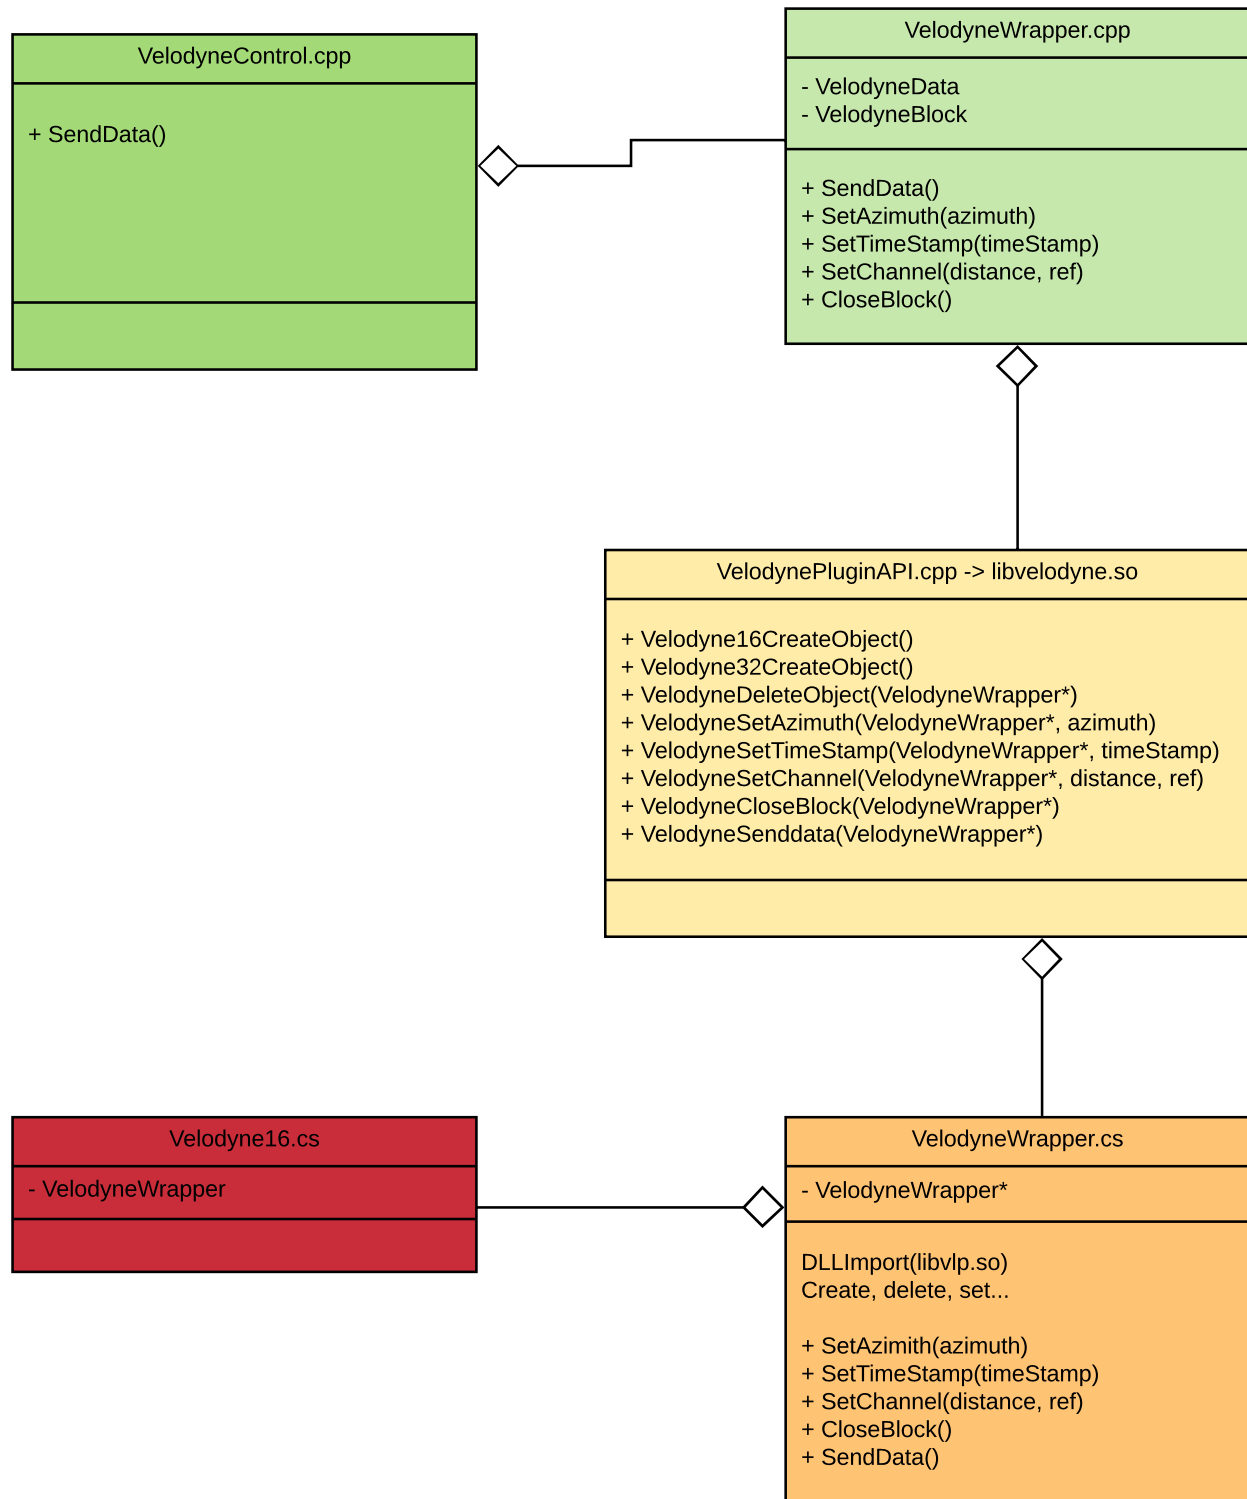 VelodyneControl.cpp
+ SendData()
VelodyneWrapper.cpp
- VelodyneData
- VelodyneBlock
+ SendData()
+ SetAzimuth(azimuth)
+ SetTimeStamp(timeStamp)
+ SetChannel(distance, ref)
+ CloseBlock()
VelodynePluginAPI.cpp -> libvelodyne.so
+ Velodyne16CreateObject()
+ Velodyne32CreateObject()
+ VelodyneDeleteObject(VelodyneWrapper*)
+ VelodyneSetAzimuth(VelodyneWrapper*, azimuth)
+ VelodyneSetTimeStamp(VelodyneWrapper*, timeStamp)
+ VelodyneSetChannel(VelodyneWrapper*, distance, ref)
+ VelodyneCloseBlock(VelodyneWrapper*)
+ VelodyneSenddata(VelodyneWrapper*)
Velodyne16.cs
- VelodyneWrapper
VelodyneWrapper.cs
- VelodyneWrapper*
DLLImport(libvlp.so)
Create, delete, set...
+ SetAzimith(azimuth)
+ SetTimeStamp(timeStamp)
+ SetChannel(distance, ref)
+ CloseBlock()
+ SendData()